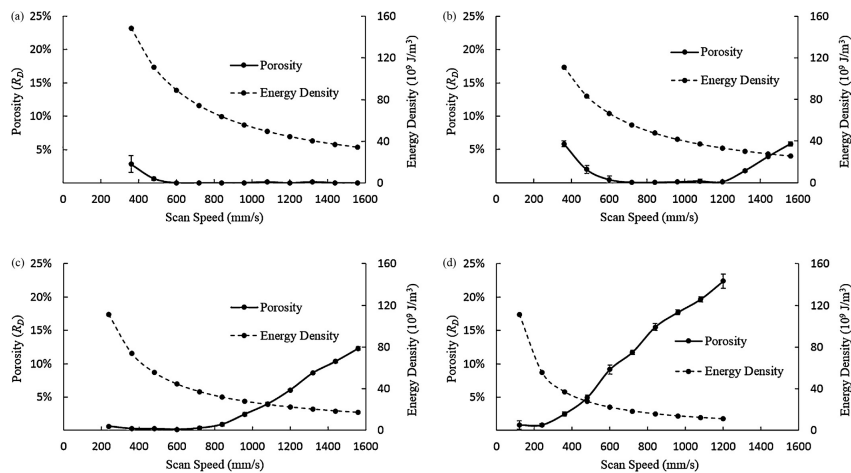 (a)
25%
20%
15%
10%
5%
Porosity (R_D)
160
120
80
40
0
Energy Density (10⁹ J/m³)
Porosity
Energy Density
0 200 400 600 800 1000 1200 1400 1600
Scan Speed (mm/s)
(b)
25%
20%
15%
10%
5%
Porosity (R_D)
160
120
80
40
0
Energy Density (10⁹ J/m³)
Porosity
Energy Density
0 200 400 600 800 1000 1200 1400 1600
Scan Speed (mm/s)
(c)
25%
20%
15%
10%
5%
Porosity (R_D)
160
120
80
40
0
Energy Density (10⁹ J/m³)
Porosity
Energy Density
0 200 400 600 800 1000 1200 1400 1600
Scan Speed (mm/s)
(d)
25%
20%
15%
10%
5%
Porosity (R_D)
160
120
80
40
0
Energy Density (10⁹ J/m³)
Porosity
Energy Density
0 200 400 600 800 1000 1200 1400
Scan Speed (mm/s)